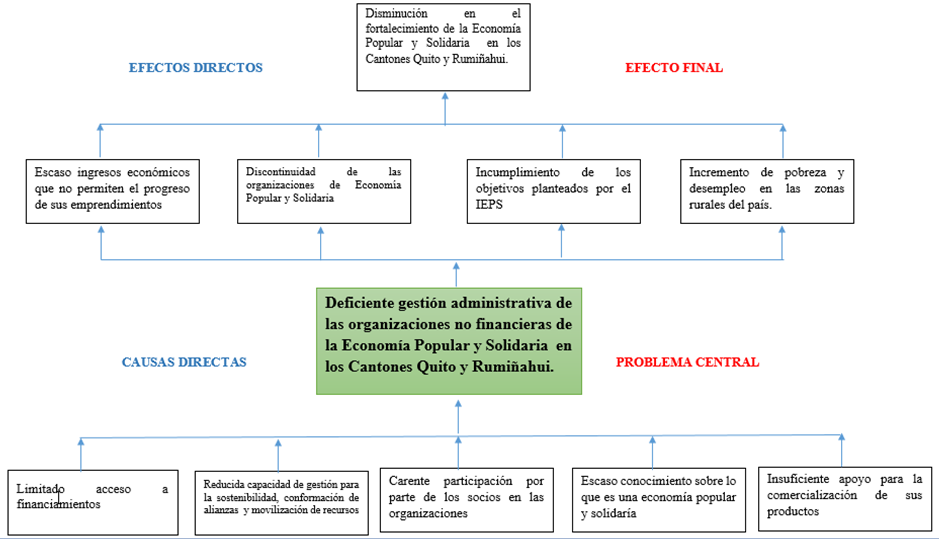 Disminución en el
fortalecimiento de la Economía
Popular y Solidaria en los
Cantones Quito y Rumiñahui.
EFECTOS DIRECTOS
EFECTO FINAL
Escaso ingresos económicos
que no permiten el progreso
de sus emprendimientos
Discontinuidad de las
organizaciones de Economía
Popular y Solidaria
Incumplimiento de los
objetivos planteados por el
IEPS
Incremento de pobreza y
desempleo en las zonas
rurales del país.
Deficiente gestión administrativa de
las organizaciones no financieras de
la Economía Popular y Solidaria en
los Cantones Quito y Rumiñahui.
CAUSAS DIRECTAS
PROBLEMA CENTRAL
Limitado acceso a
financiamientos
Reducida capacidad de gestión para
la sostenibilidad, conformación de
alianzas y movilización de recursos
Carente participación por
parte de los socios en las
organizaciones
Escaso conocimiento sobre lo
que es una economía popular
y solidaría
Insuficiente apoyo para la
comercialización de sus
productos